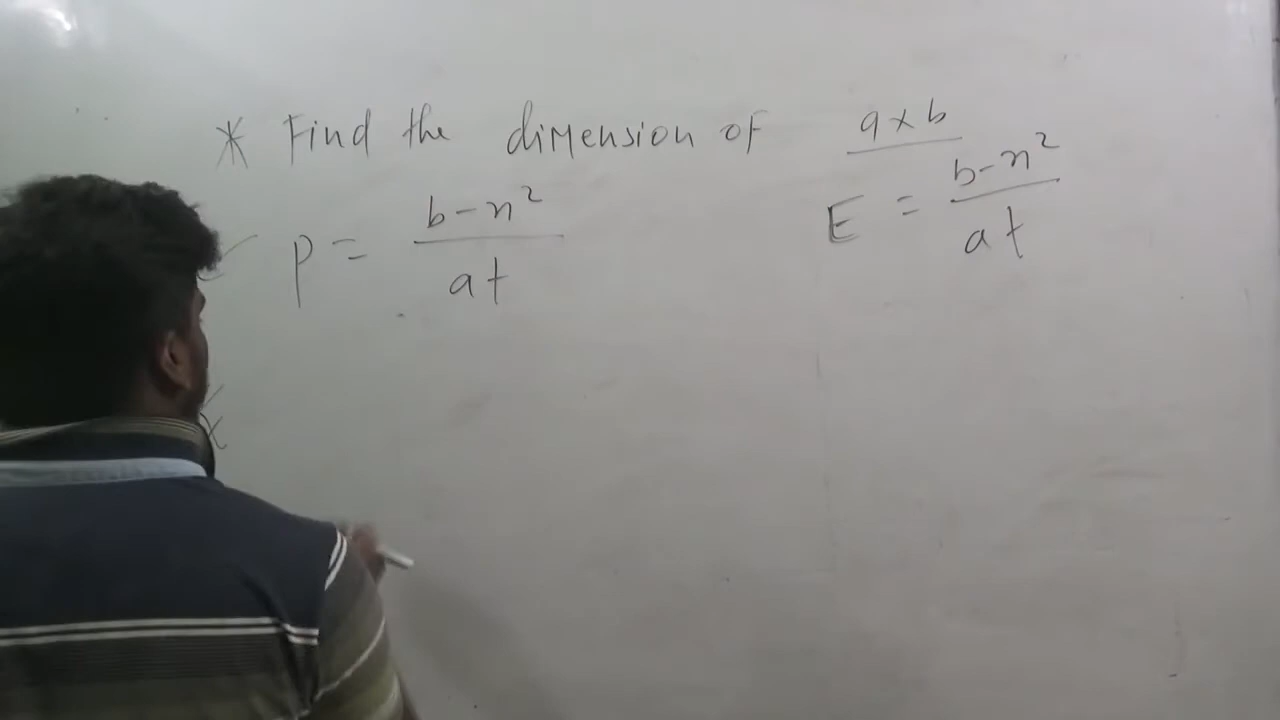 * Find the dimension of a x b
P = b - x² / at
E = b - x² / at